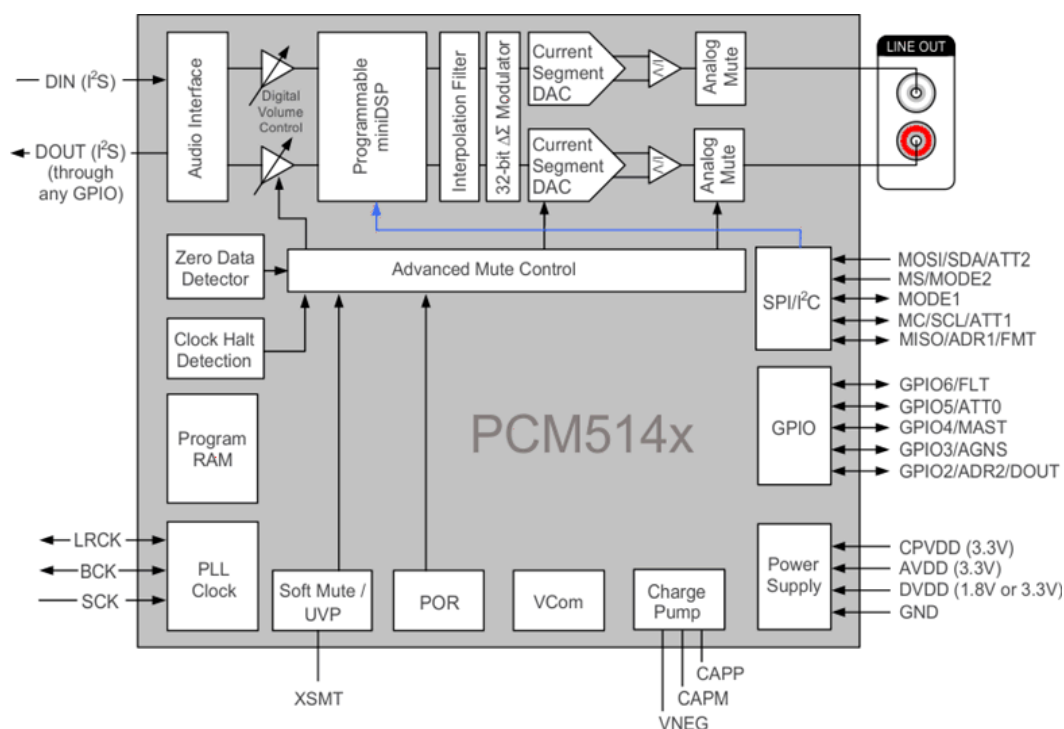 LINE OUT
DIN (I²S)
DOUT (I²S)
(through
any GPIO)
Audio Interface
Digital
Volume
Control
Programmable
miniDSP
Interpolation Filter
32-bit ΔΣ Modulator
Current
Segment
DAC
I/V
Analog
Mute
Current
Segment
DAC
I/V
Analog
Mute
Zero Data
Detector
Advanced Mute Control
SPI/I²C
MOSI/SDA/ATT2
MS/MODE2
MODE1
MC/SCL/ATT1
MISO/ADR1/FMT
Clock Halt
Detection
Program
RAM
PCM514x
GPIO
GPIO6/FLT
GPIO5/ATT0
GPIO4/MAST
GPIO3/AGNS
GPIO2/ADR2/DOUT
LRCK
BCK
SCK
PLL
Clock
Soft Mute /
UVP
POR
VCom
Charge
Pump
Power
Supply
CPVDD (3.3V)
AVDD (3.3V)
DVDD (1.8V or 3.3V)
GND
XSMT
CAPP
CAPM
VNEG